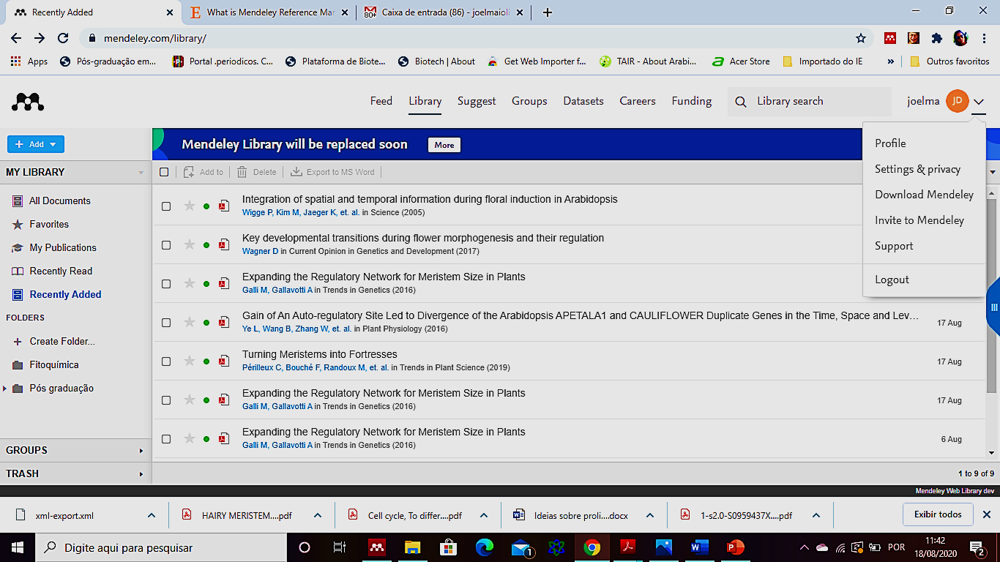 Recently Added
What is Mendeley Reference Mar
Caixa de entrada (86) - joelmaioli
mendeley.com/library/
Apps
Pós-graduação em...
Portal .periodicos. C...
Plataforma de Biote...
Biotech | About
Get Web Importer f...
TAIR - About Arabi...
Acer Store
Importado do IE
»
Outros favoritos
Feed
Library
Suggest
Groups
Datasets
Careers
Funding
Library search
joelma
JD
Profile
Settings & privacy
Download Mendeley
Invite to Mendeley
Support
Logout
+ Add
Mendeley Library will be replaced soon
More
MY LIBRARY
Add to
Delete
Export to MS Word
All Documents
Favorites
My Publications
Recently Read
Recently Added
FOLDERS
+ Create Folder...
Fitoquímica
Pós graduação
GROUPS
TRASH
Integration of spatial and temporal information during floral induction in Arabidopsis
Wigge P, Kim M, Jaeger K, et. al. in Science (2005)
Key developmental transitions during flower morphogenesis and their regulation
Wagner D in Current Opinion in Genetics and Development (2017)
Expanding the Regulatory Network for Meristem Size in Plants
Galli M, Gallavotti A in Trends in Genetics (2016)
Gain of An Auto-regulatory Site Led to Divergence of the Arabidopsis APETALA1 and CAULIFLOWER Duplicate Genes in the Time, Space and Lev…
17 Aug
Ye L, Wang B, Zhang W, et. al. in Plant Physiology (2016)
Turning Meristems into Fortresses
17 Aug
Périlleux C, Bouché F, Randoux M, et. al. in Trends in Plant Science (2019)
Expanding the Regulatory Network for Meristem Size in Plants
17 Aug
Galli M, Gallavotti A in Trends in Genetics (2016)
Expanding the Regulatory Network for Meristem Size in Plants
6 Aug
Galli M, Gallavotti A in Trends in Genetics (2016)
1 to 9 of 9
Mendeley Web Library dev
xml-export.xml
HAIRY MERISTEM....pdf
Cell cycle, To differ....pdf
Ideias sobre proli....docx
1-s2.0-S0959437X....pdf
Exibir todos
Digite aqui para pesquisar
1
POR
11:42
18/08/2020
2